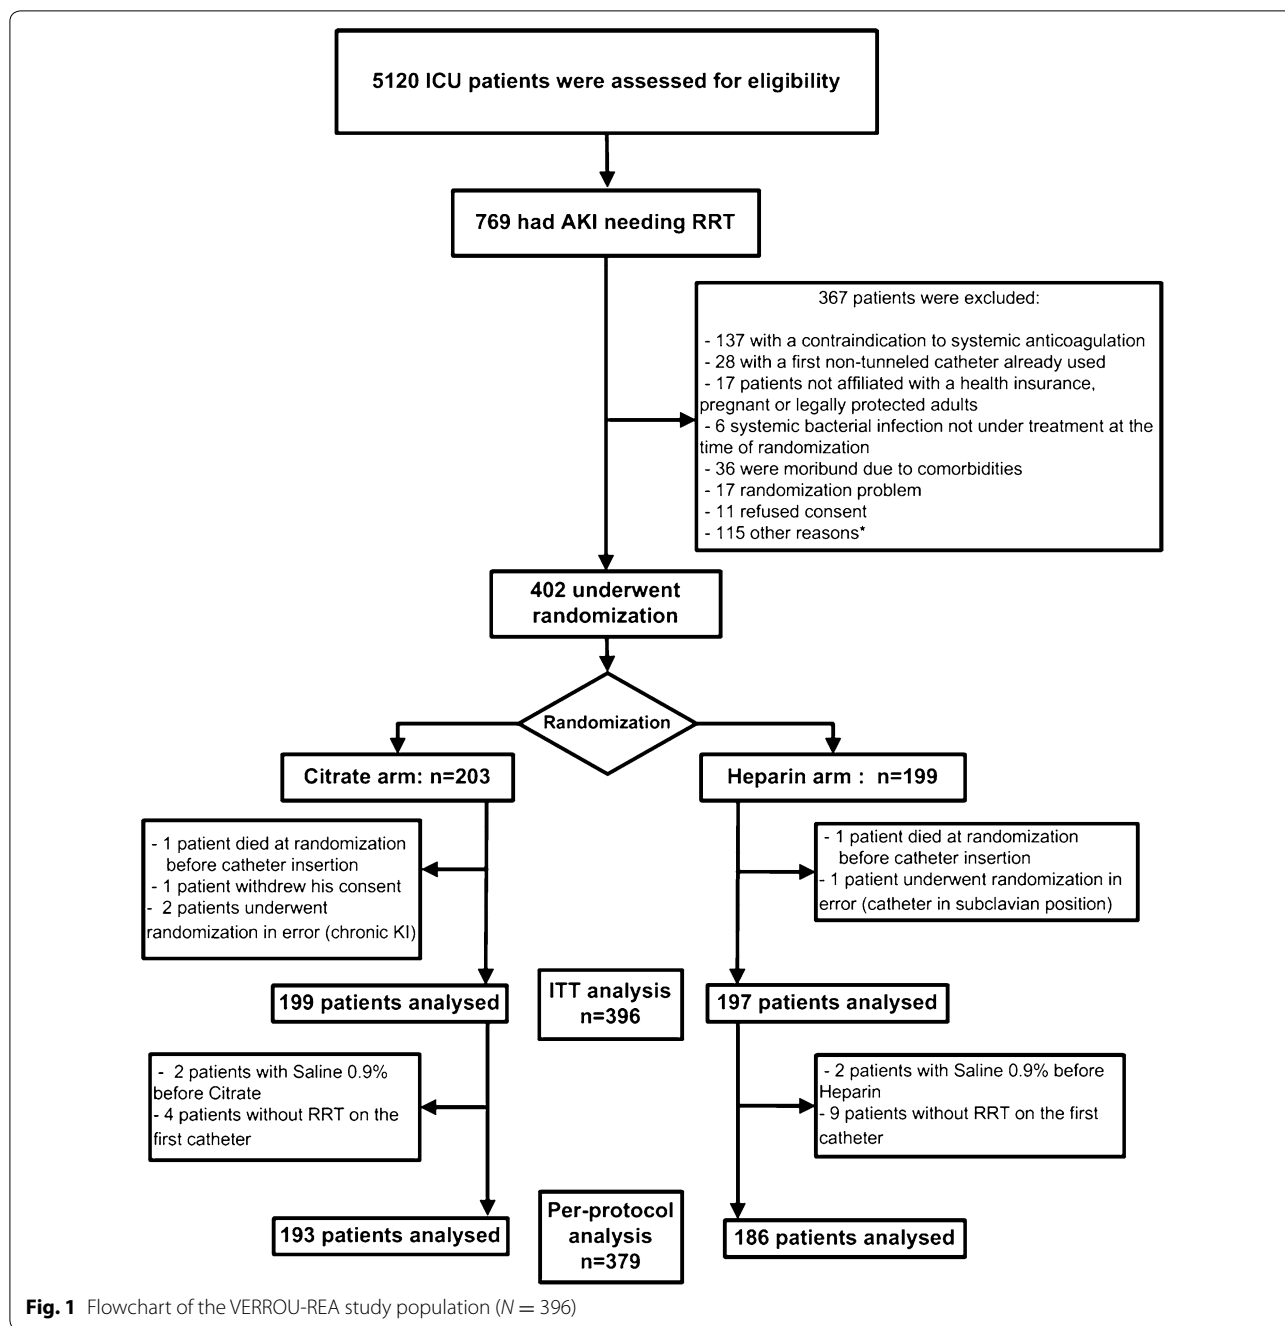 5120 ICU patients were assessed for eligibility
769 had AKI needing RRT
367 patients were excluded:
- 137 with a contraindication to systemic anticoagulation
- 28 with a first non-tunneled catheter already used
- 17 patients not affiliated with a health insurance,
pregnant or legally protected adults
- 6 systemic bacterial infection not under treatment at the
time of randomization
- 36 were moribund due to comorbidities
- 17 randomization problem
- 11 refused consent
- 115 other reasons*
402 underwent
randomization
Randomization
Citrate arm: n=203
Heparin arm : n=199
- 1 patient died at randomization
before catheter insertion
- 1 patient withdrew his consent
- 2 patients underwent
randomization in error (chronic KI)
- 1 patient died at randomization
before catheter insertion
- 1 patient underwent randomization in
error (catheter in subclavian position)
199 patients analysed
ITT analysis
n=396
197 patients analysed
- 2 patients with Saline 0.9%
before Citrate
- 4 patients without RRT on the
first catheter
- 2 patients with Saline 0.9% before
Heparin
- 9 patients without RRT on the first
catheter
193 patients analysed
Per-protocol
analysis
n=379
186 patients analysed
Fig. 1 Flowchart of the VERROU-REA study population (N = 396)